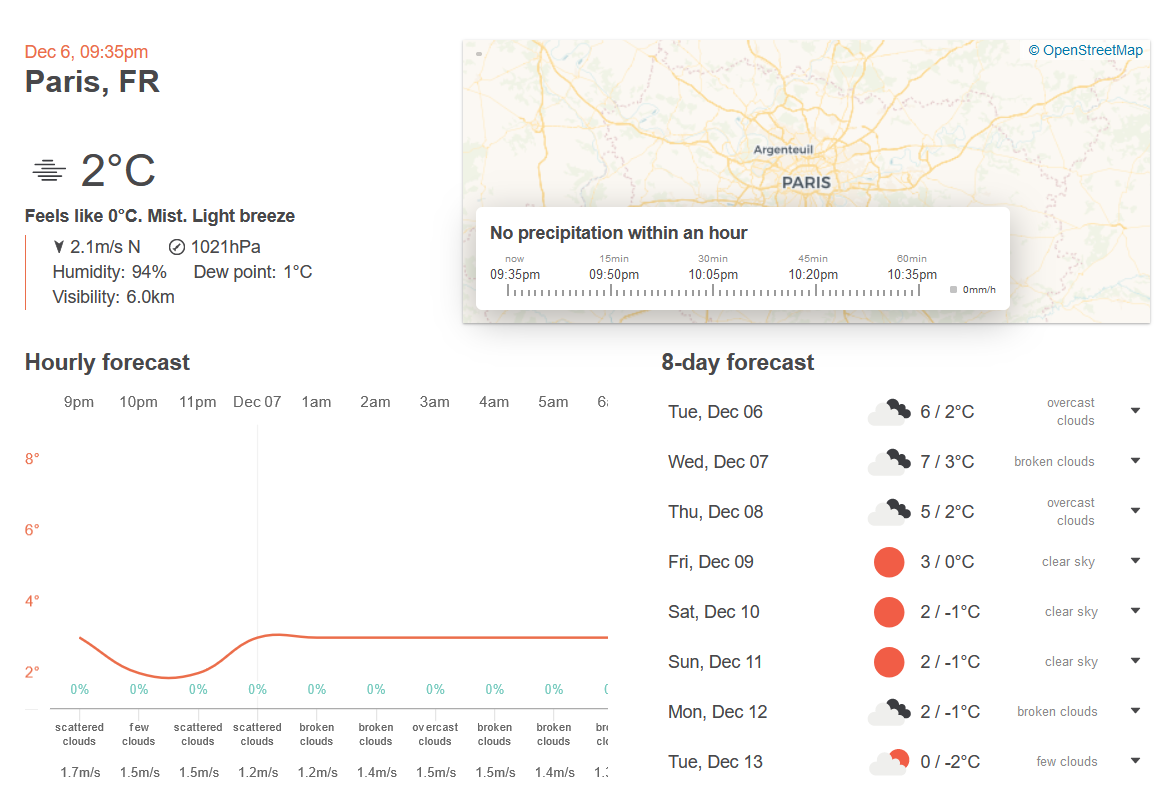 Dec 6, 09:35pm
Paris, FR
2°C
Feels like 0°C. Mist. Light breeze
2.1m/s N 1021hPa
Humidity: 94% Dew point: 1°C
Visibility: 6.0km
© OpenStreetMap
Argenteuil
PARIS
No precipitation within an hour
now 15min 30min 45min 60min
09:35pm 09:50pm 10:05pm 10:20pm 10:35pm
0mm/h
Hourly forecast
9pm 10pm 11pm Dec 07 1am 2am 3am 4am 5am
8°
6°
4°
2°
0% 0% 0% 0% 0% 0% 0% 0% 0%
scattered few scattered scattered broken broken overcast broken broken
clouds clouds clouds clouds clouds clouds clouds clouds clouds
1.7m/s 1.5m/s 1.5m/s 1.2m/s 1.2m/s 1.4m/s 1.5m/s 1.5m/s 1.4m/s
8-day forecast
Tue, Dec 06 6 / 2°C overcast
clouds
Wed, Dec 07 7 / 3°C broken clouds
Thu, Dec 08 5 / 2°C overcast
clouds
Fri, Dec 09 3 / 0°C clear sky
Sat, Dec 10 2 / -1°C clear sky
Sun, Dec 11 2 / -1°C clear sky
Mon, Dec 12 2 / -1°C broken clouds
Tue, Dec 13 0 / -2°C few clouds